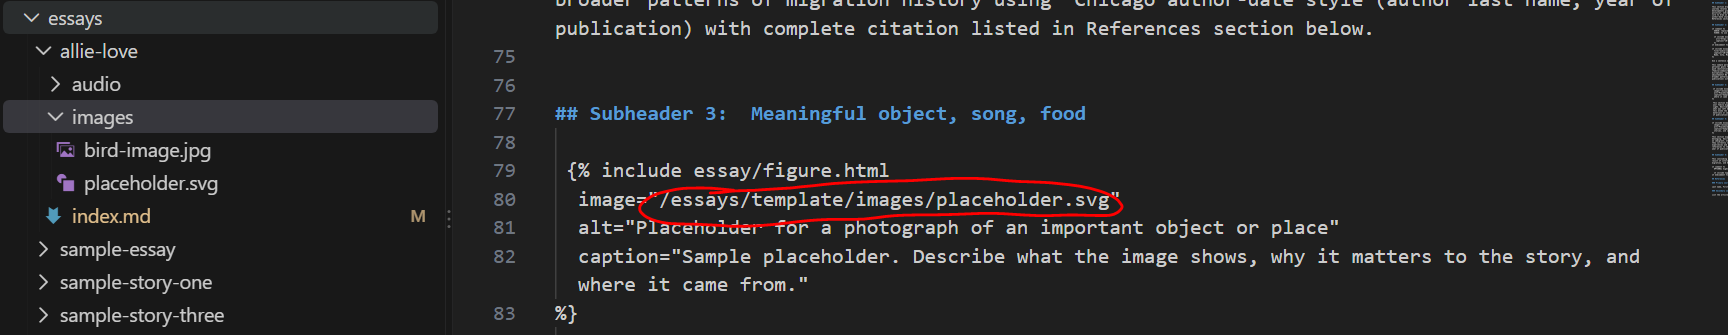 essays
allie-love
audio
images
bird-image.jpg
placeholder.svg
index.md M
sample-essay
sample-story-one
sample-story-three
publication) with complete citation listed in References section below.
75
76
77 ## Subheader 3:  Meaningful object, song, food
78
79 {% include essay/figure.html
80 image="/essays/template/images/placeholder.svg"
81 alt="Placeholder for a photograph of an important object or place"
82 caption="Sample placeholder. Describe what the image shows, why it matters to the story, and
where it came from."
83 %}